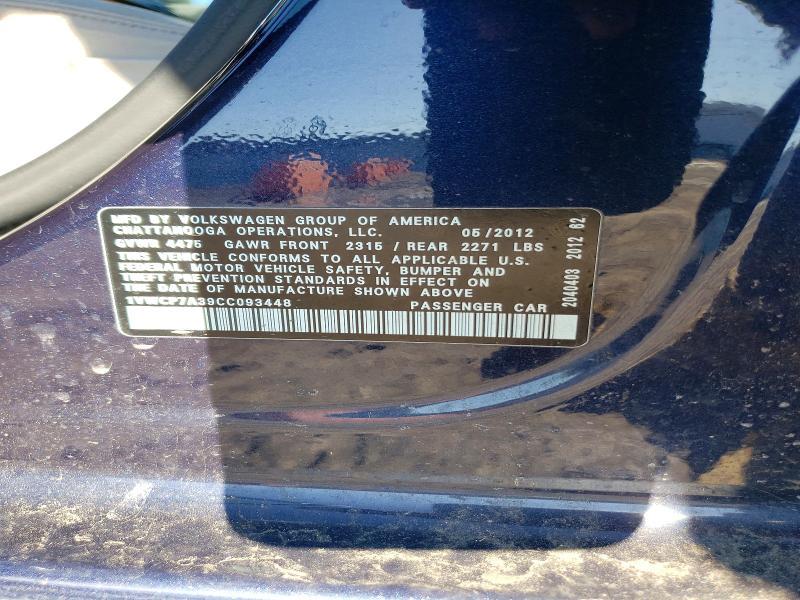 MFD BY VOLKSWAGEN GROUP OF AMERICA
CHATTANOOGA OPERATIONS, LLC. 05/2012
GVWR 4475 GAWR FRONT 2315 / REAR 2271 LBS
THIS VEHICLE CONFORMS TO ALL APPLICABLE U.S.
FEDERAL MOTOR VEHICLE SAFETY, BUMPER AND
THEFT PREVENTION STANDARDS IN EFFECT ON
THE DATE OF MANUFACTURE SHOWN ABOVE
1VWCP7A39CC093448 PASSENGER CAR
2040403 2012 62